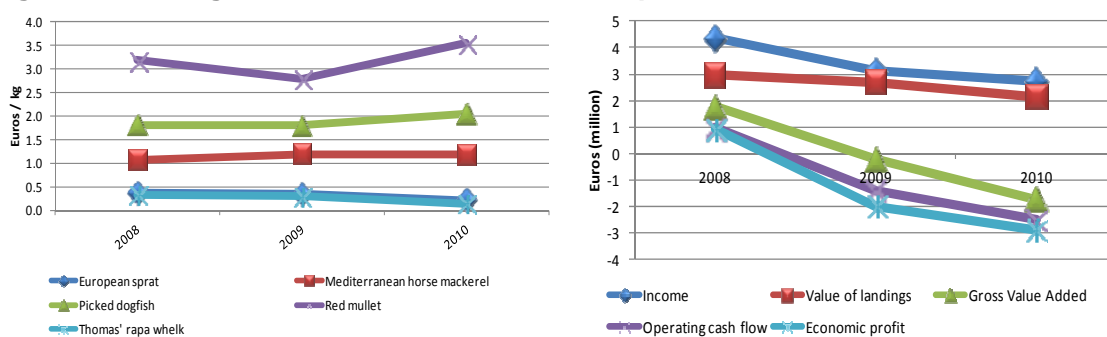 4.0
3.5
3.0
2.5
2.0
1.5
1.0
0.5
0.0
Euros / kg
2008
2009
2010
European sprat
Mediterranean horse mackerel
Picked dogfish
Red mullet
Thomas' rapa whelk
5
4
3
2
1
0
-1
-2
-3
-4
Euros (million)
2008
2009
2010
Income
Value of landings
Gross Value Added
Operating cash flow
Economic profit